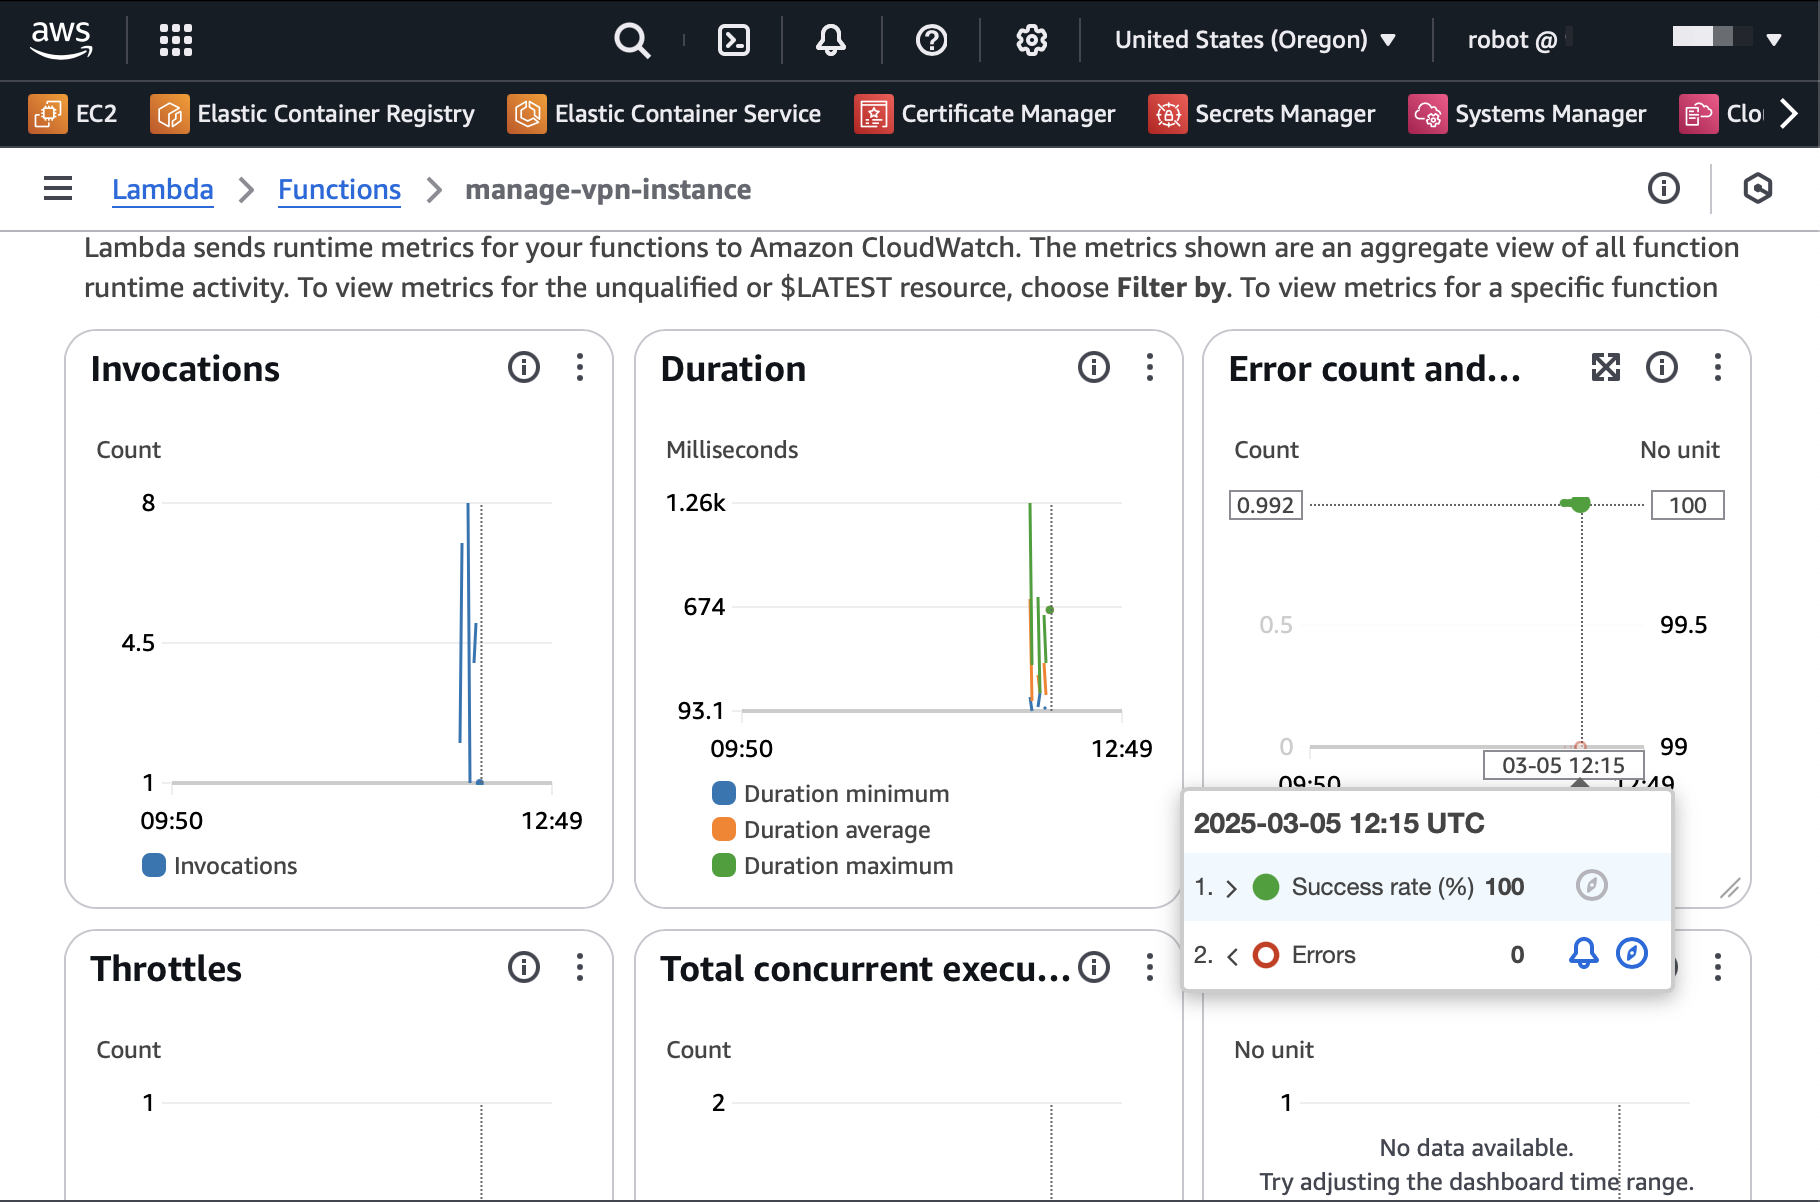 aws
United States (Oregon)
robot @
EC2
Elastic Container Registry
Elastic Container Service
Certificate Manager
Secrets Manager
Systems Manager
Clo
Lambda
Functions
manage-vpn-instance
Lambda sends runtime metrics for your functions to Amazon CloudWatch. The metrics shown are an aggregate view of all function
runtime activity. To view metrics for the unqualified or $LATEST resource, choose Filter by. To view metrics for a specific function
Invocations
Count
8
4.5
1
09:50
12:49
Invocations
Duration
Milliseconds
1.26k
674
93.1
09:50
12:49
Duration minimum
Duration average
Duration maximum
Error count and...
Count
No unit
0.992
100
0.5
99.5
0
99
03-05 12:15
09:50
12:49
2025-03-05 12:15 UTC
1. > Success rate (%) 100
2. < Errors 0
Throttles
Count
1
Total concurrent execu...
Count
2
No unit
1
No data available.
Try adjusting the dashboard time range.